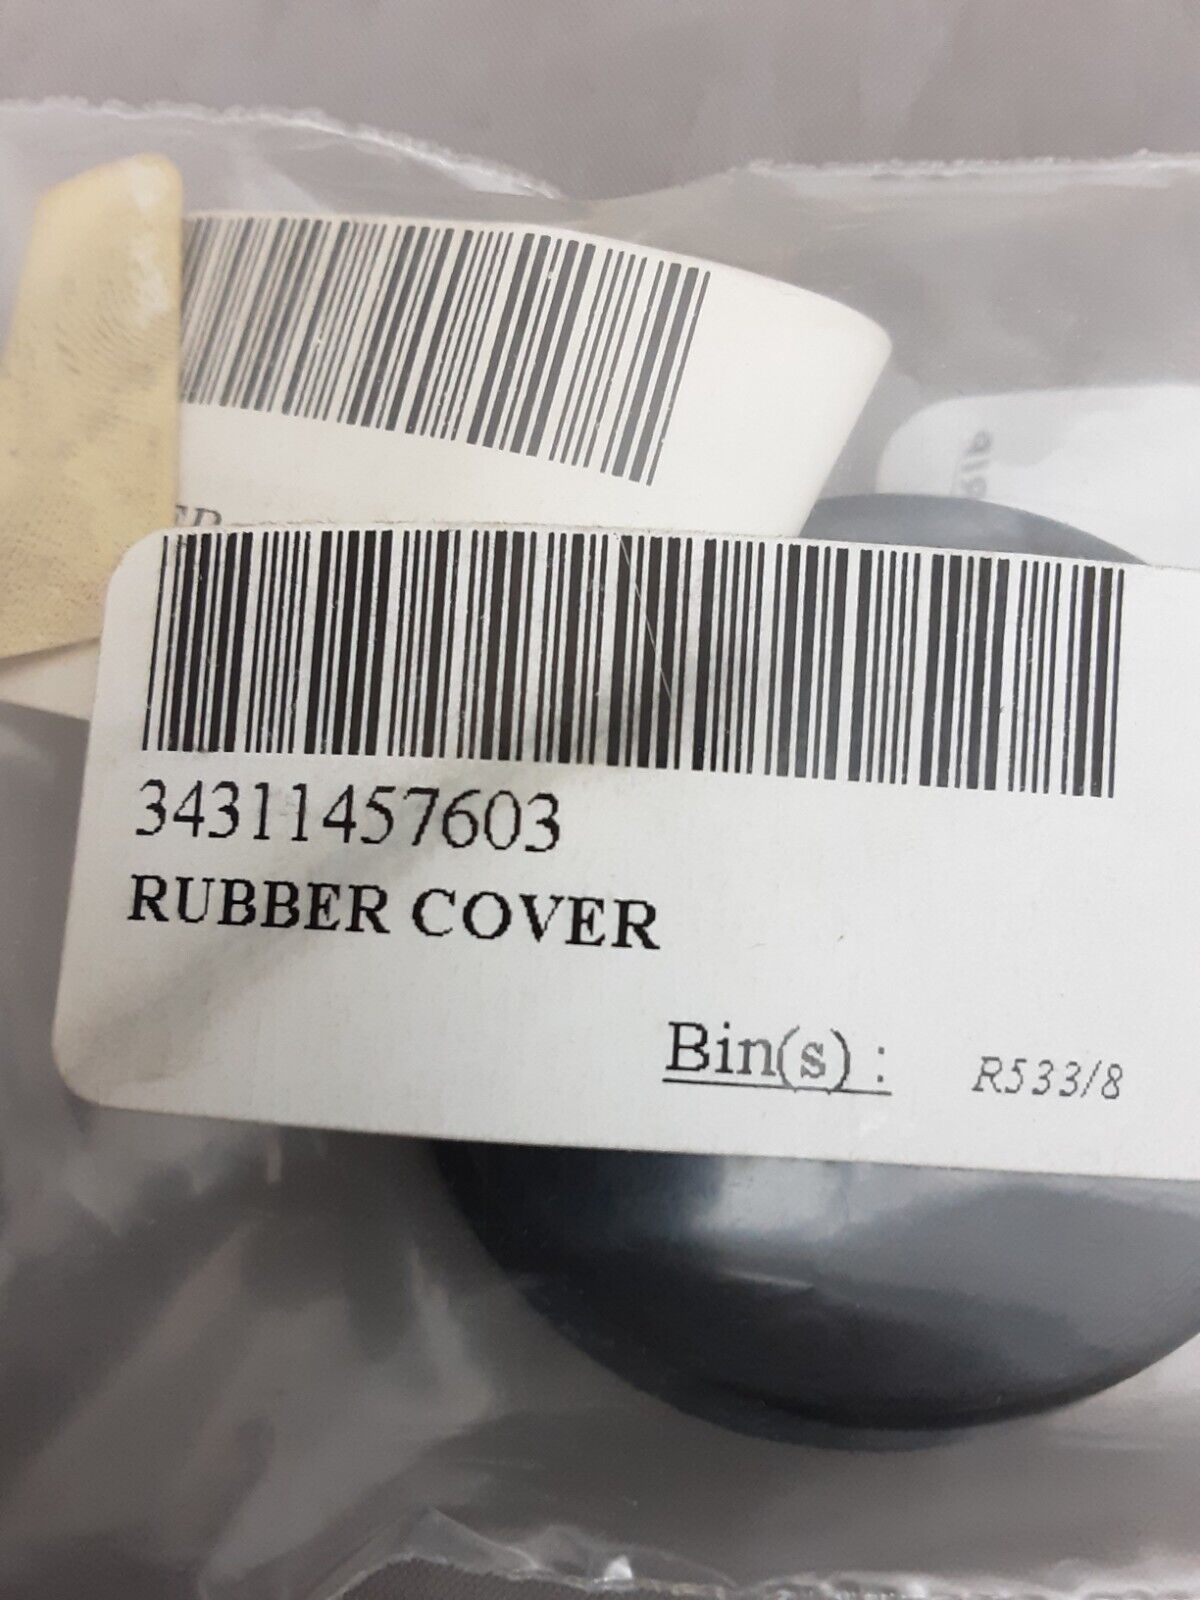 34311457603
RUBBER COVER
Bin(s) : R533/8